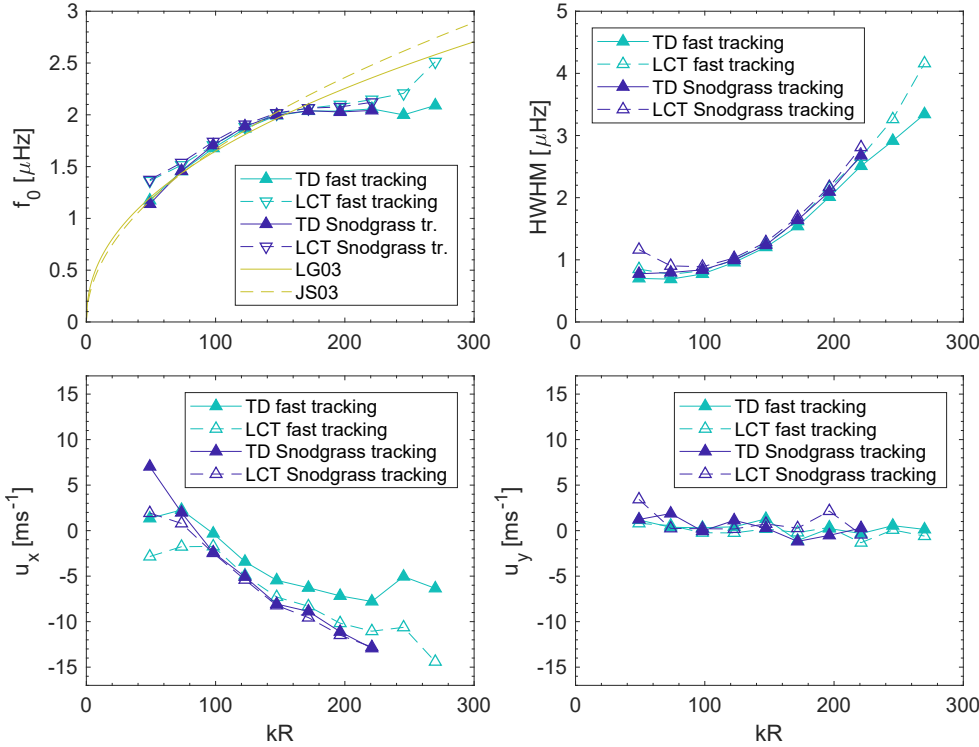 3
2.5
2
1.5
1
0.5
0
0
100
200
300
f_0 [μHz]
TD fast tracking
LCT fast tracking
TD Snodgrass tr.
LCT Snodgrass tr.
LG03
JS03
5
4
3
2
1
0
0
100
200
300
HWHM [μHz]
TD fast tracking
LCT fast tracking
TD Snodgrass tracking
LCT Snodgrass tracking
15
10
5
0
-5
-10
-15
0
100
200
300
u_x [ms^-1]
kR
TD fast tracking
LCT fast tracking
TD Snodgrass tracking
LCT Snodgrass tracking
15
10
5
0
-5
-10
-15
0
100
200
300
u_y [ms^-1]
kR
TD fast tracking
LCT fast tracking
TD Snodgrass tracking
LCT Snodgrass tracking